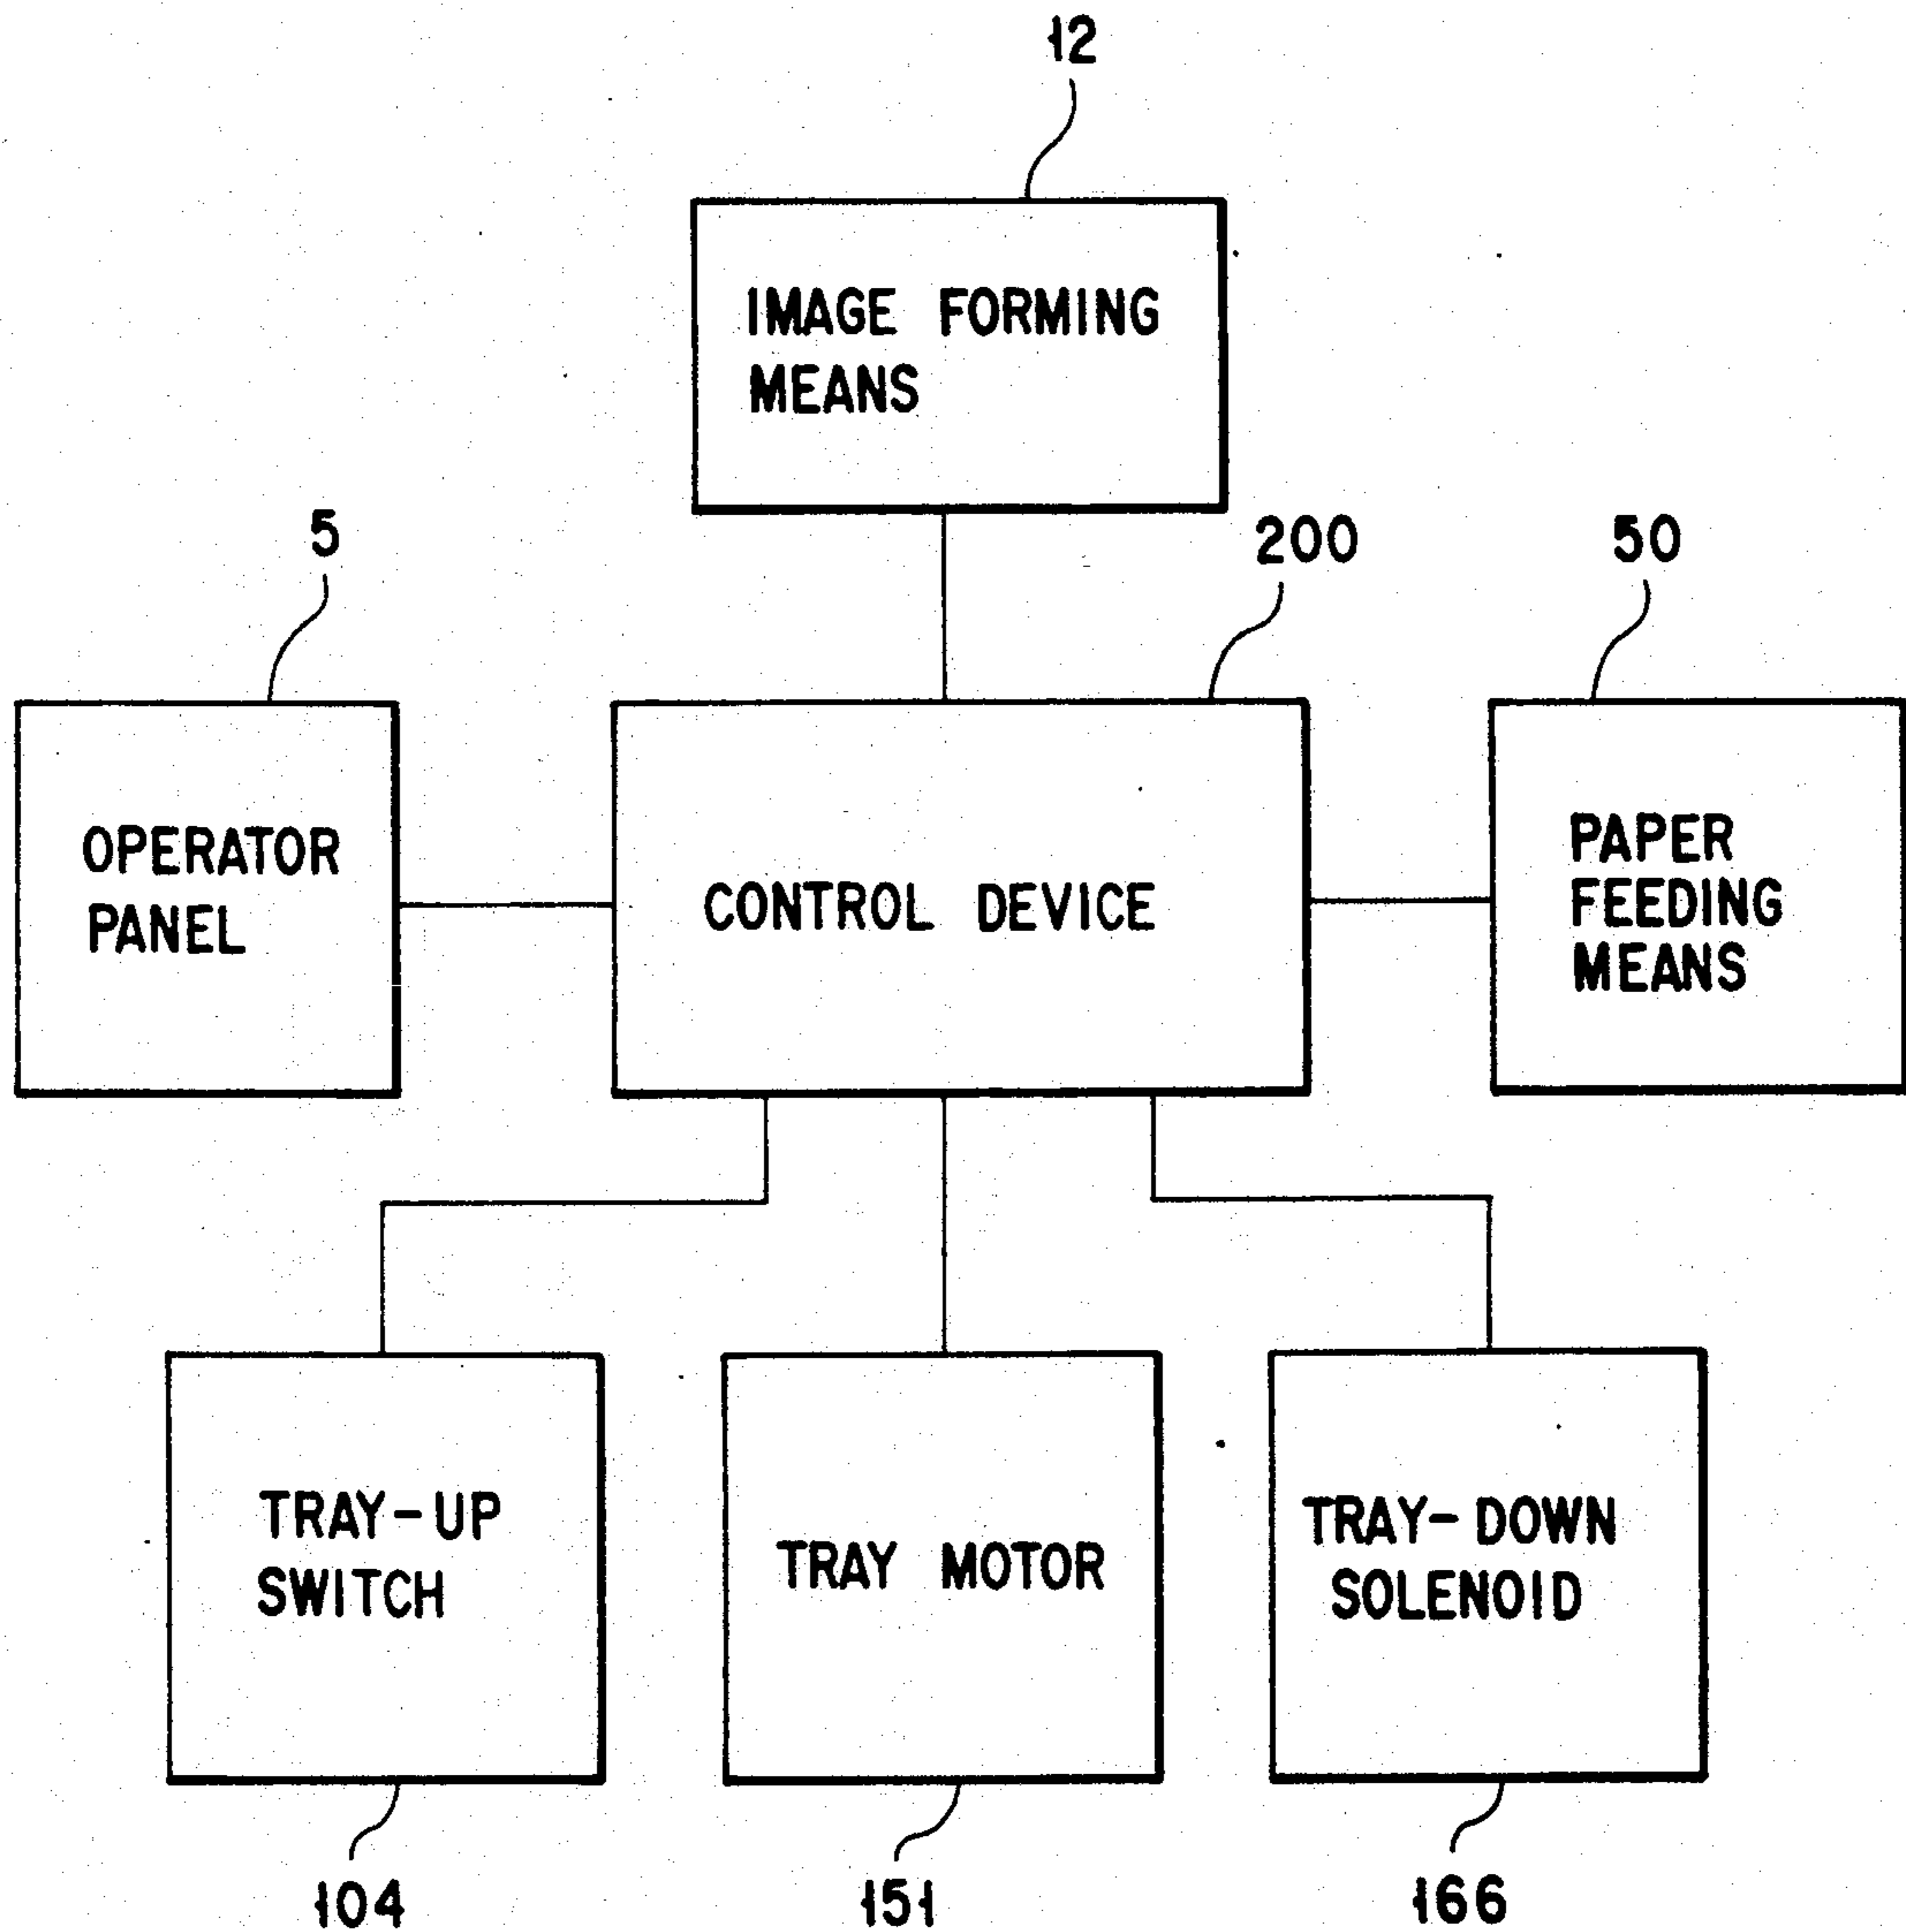 12
IMAGE FORMING
MEANS
5
200
50
OPERATOR
PANEL
CONTROL DEVICE
PAPER
FEEDING
MEANS
TRAY-UP
SWITCH
TRAY MOTOR
TRAY-DOWN
SOLENOID
104
151
166